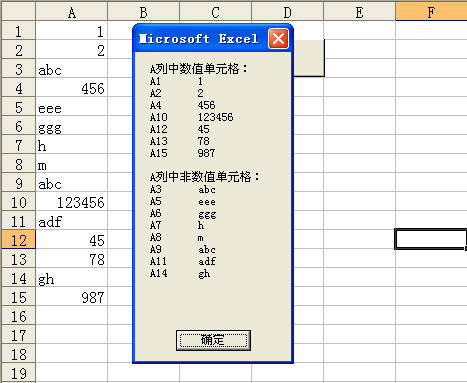 A B C D E F
Microsoft Excel
1 1
2 2
3 abc
4 456
5 eee
6 ggg
7 h
8 m
9 abc
10 123456
11 adf
12 45
13 78
14 gh
15 987
16
17
18
19
A列中数值单元格：
A1 1
A2 2
A4 456
A10 123456
A12 45
A13 78
A15 987
A列中非数值单元格：
A3 abc
A5 eee
A6 ggg
A7 h
A8 m
A9 abc
A11 adf
A14 gh
确定